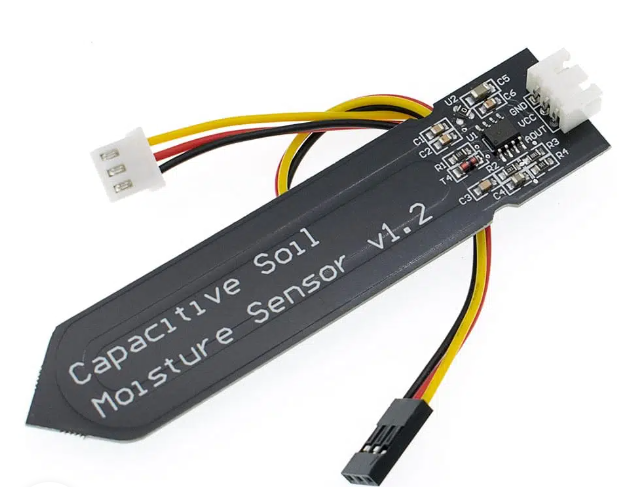 Capacitive Soil
Moisture Sensor v1.2
U2
C5
C6
GND
VCC
AOUT
C1
C2
U1
R1
T4
R2
R3
R4
C3
C4